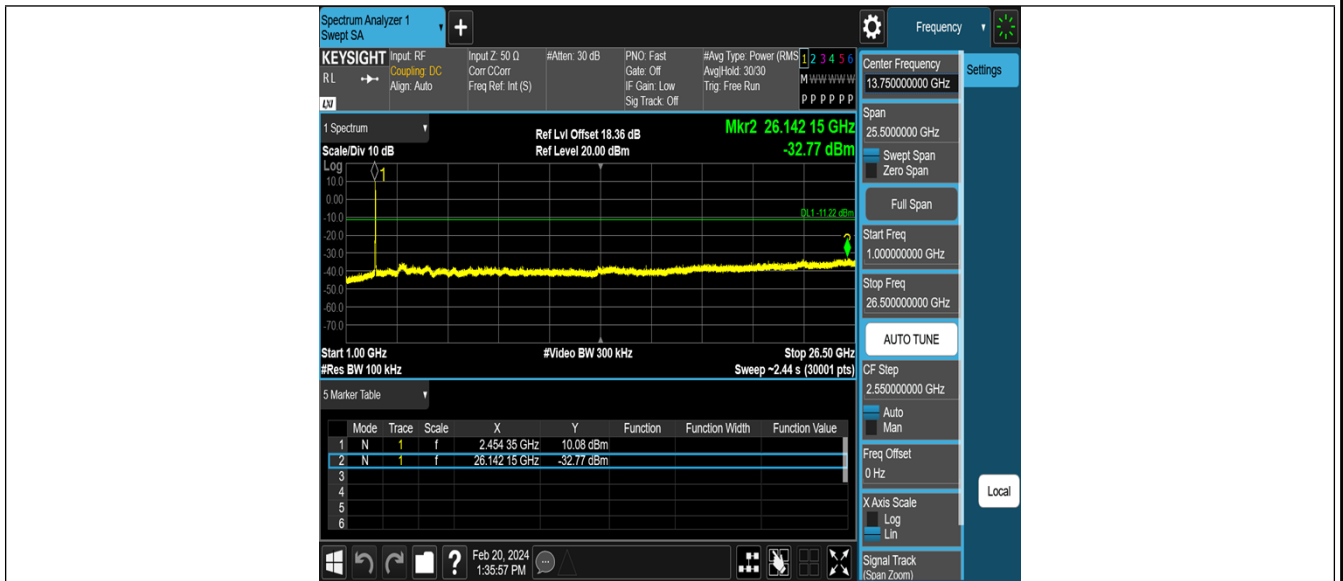 Spectrum Analyzer 1
Swept SA
+
Frequency
KEYSIGHT
RL
LXI
Input: RF
Coupling: DC
Align: Auto
Input Z: 50 Ω
Corr CCorr
Freq Ref: Int (S)
#Atten: 30 dB
PNO: Fast
Gate: Off
IF Gain: Low
Sig Track: Off
#Avg Type: Power (RMS
Avg|Hold: 30/30
Trig: Free Run
1 2 3 4 5 6
M W W W W W
P P P P P P
1 Spectrum
Scale/Div 10 dB
Ref Lvl Offset 18.36 dB
Ref Level 20.00 dBm
Mkr2 26.142 15 GHz
-32.77 dBm
Log
10.0
0.00
-10.0
-20.0
-30.0
-40.0
-50.0
-60.0
-70.0
1
DL1 -11.22 dBm
Start 1.00 GHz
#Res BW 100 kHz
#Video BW 300 kHz
Stop 26.50 GHz
Sweep ~2.44 s (30001 pts)
5 Marker Table
Mode Trace Scale X Y Function Function Width Function Value
1 N 1 f 2.454 35 GHz 10.08 dBm
2 N 1 f 26.142 15 GHz -32.77 dBm
3
4
5
6
?
Feb 20, 2024
1:35:57 PM
Center Frequency
13.750000000 GHz
Span
25.5000000 GHz
Swept Span
Zero Span
Full Span
Start Freq
1.000000000 GHz
Stop Freq
26.500000000 GHz
AUTO TUNE
CF Step
2.550000000 GHz
Auto
Man
Freq Offset
0 Hz
X Axis Scale
Log
Lin
Signal Track
(Span Zoom)
Settings
Local